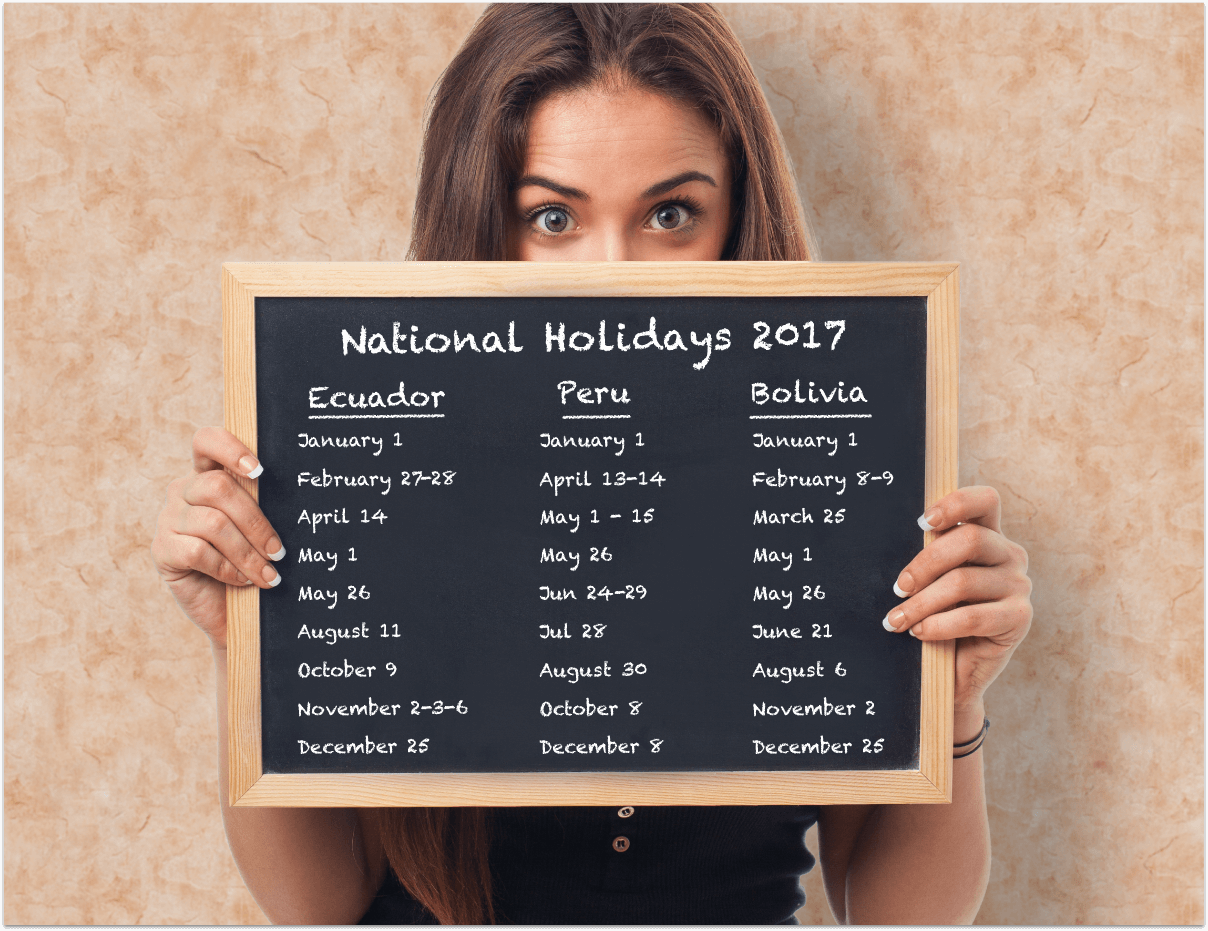 National Holidays 2017
Ecuador
January 1
February 27-28
April 14
May 1
May 26
August 11
October 9
November 2-3-6
December 25
Peru
January 1
April 13-14
May 1 - 15
May 26
Jun 24-29
Jul 28
August 30
October 8
December 8
Bolivia
January 1
February 8-9
March 25
May 1
May 26
June 21
August 6
November 2
December 25